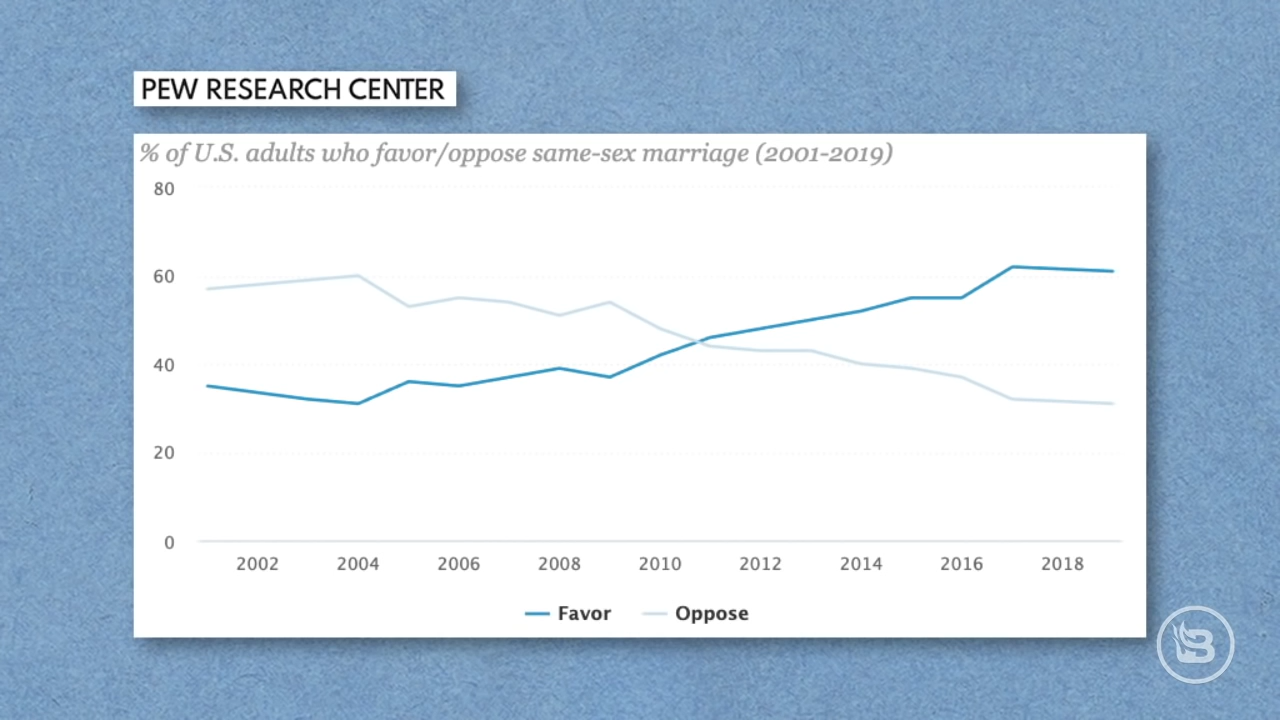 PEW RESEARCH CENTER
% of U.S. adults who favor/oppose same-sex marriage (2001-2019)
80
60
40
20
0
2002 2004 2006 2008 2010 2012 2014 2016 2018
Favor Oppose
B